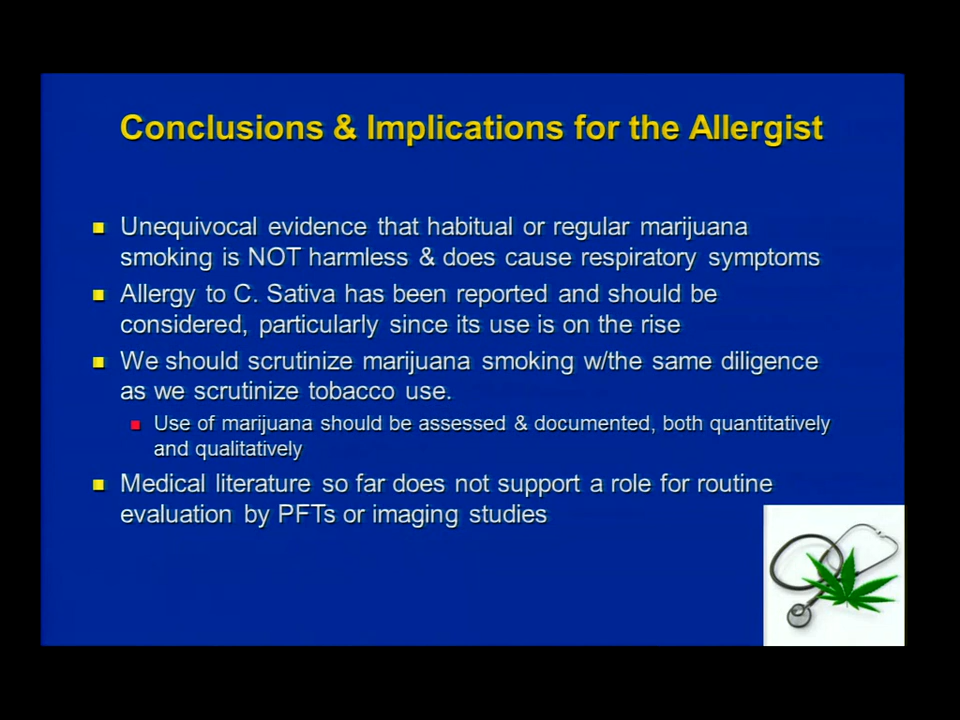 Conclusions & Implications for the Allergist
Unequivocal evidence that habitual or regular marijuana
smoking is NOT harmless & does cause respiratory symptoms
Allergy to C. Sativa has been reported and should be
considered, particularly since its use is on the rise
We should scrutinize marijuana smoking w/the same diligence
as we scrutinize tobacco use.
Use of marijuana should be assessed & documented, both quantitatively
and qualitatively
Medical literature so far does not support a role for routine
evaluation by PFTs or imaging studies